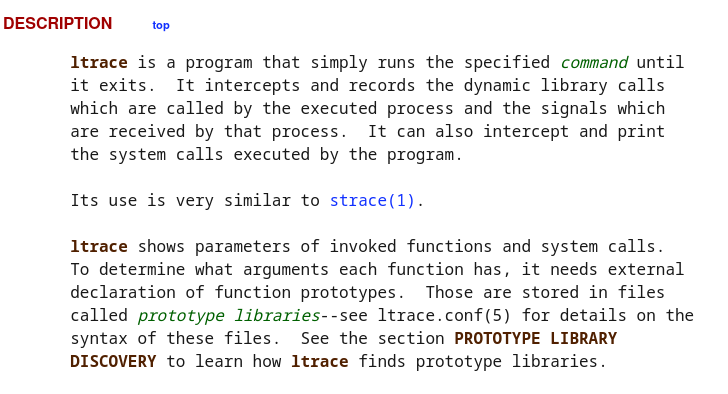 DESCRIPTION top
ltrace is a program that simply runs the specified command until
it exits.  It intercepts and records the dynamic library calls
which are called by the executed process and the signals which
are received by that process.  It can also intercept and print
the system calls executed by the program.
Its use is very similar to strace(1).
ltrace shows parameters of invoked functions and system calls.
To determine what arguments each function has, it needs external
declaration of function prototypes.  Those are stored in files
called prototype libraries--see ltrace.conf(5) for details on the
syntax of these files.  See the section PROTOTYPE LIBRARY
DISCOVERY to learn how ltrace finds prototype libraries.